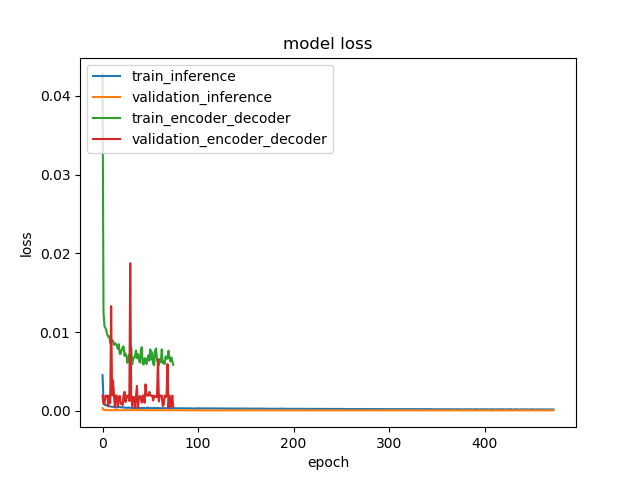 model loss
train_inference
validation_inference
train_encoder_decoder
validation_encoder_decoder
0.04
0.03
0.02
0.01
0.00
loss
0 100 200 300 400
epoch